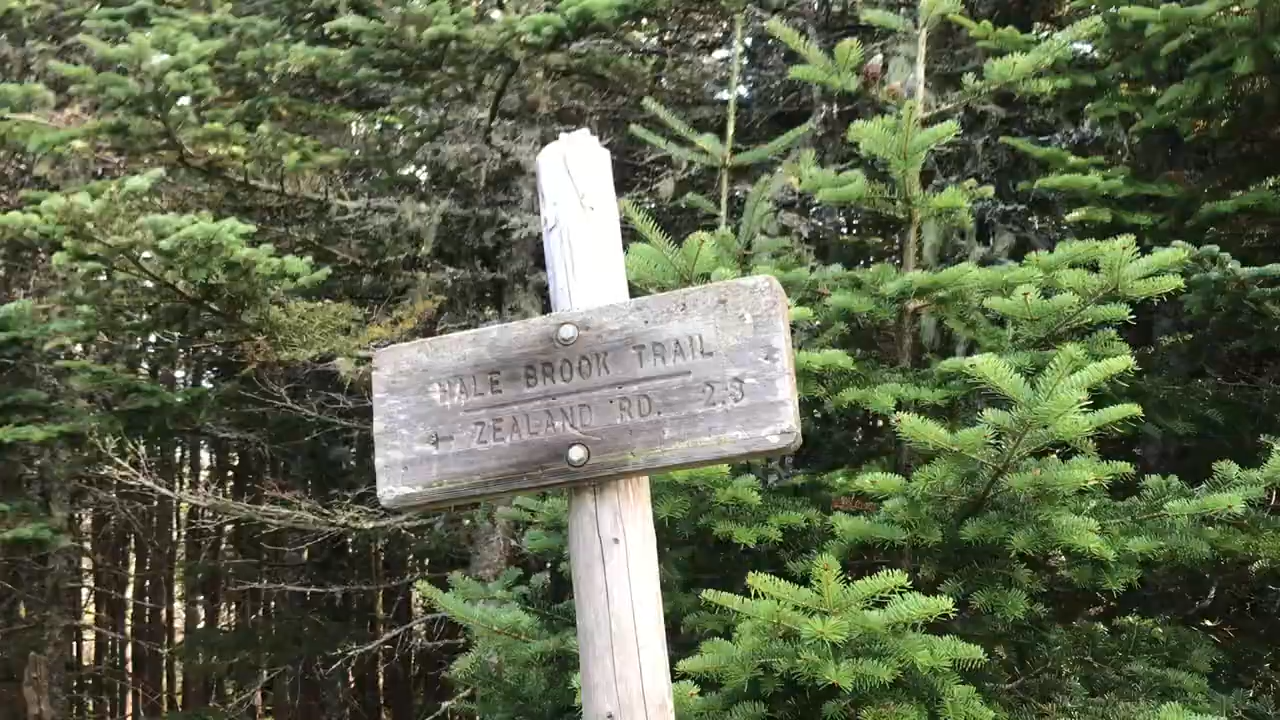 HALE BROOK TRAIL
← ZEALAND RD. 2.3